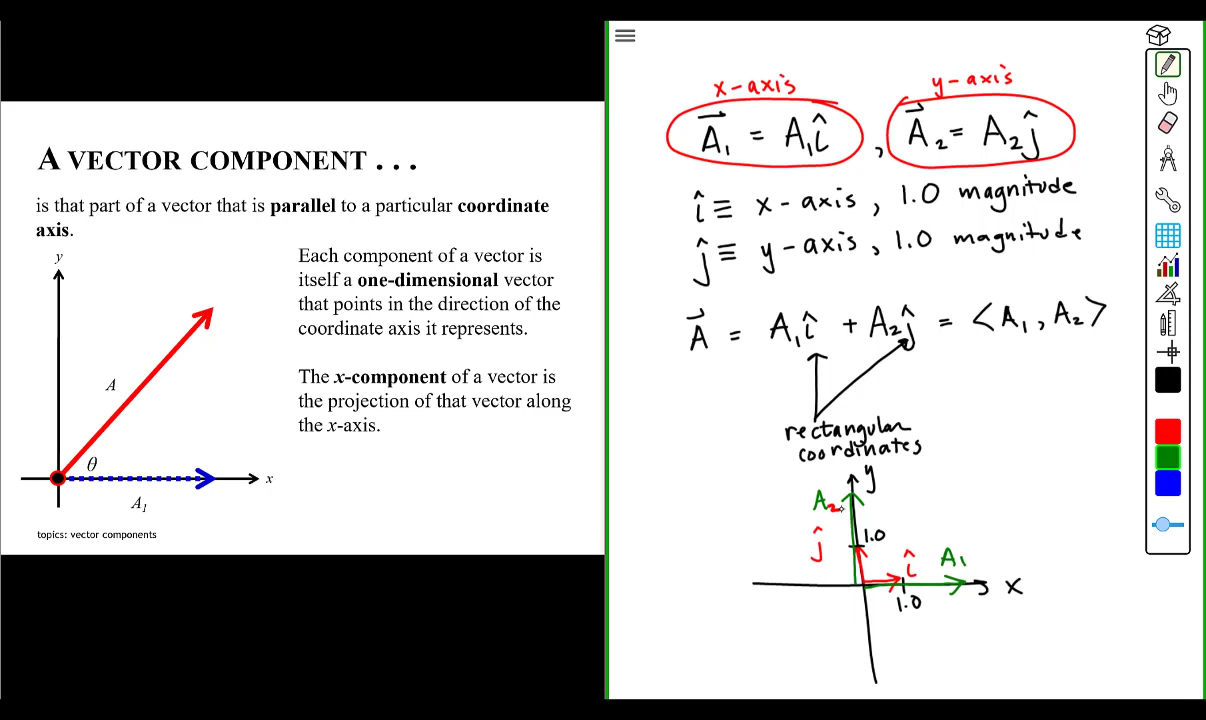 A VECTOR COMPONENT . . .
is that part of a vector that is parallel to a particular coordinate
axis.
y
Each component of a vector is
itself a one-dimensional vector
that points in the direction of the
coordinate axis it represents.
The x-component of a vector is
the projection of that vector along
the x-axis.
A
θ
x
A₁
topics: vector components
x-axis
y-axis
A⃗₁ = A₁î , A⃗₂ = A₂ĵ
î ≡ x-axis , 1.0 magnitude
ĵ ≡ y-axis , 1.0 magnitude
A⃗ = A₁î + A₂ĵ = ⟨A₁, A₂⟩
rectangular
coordinates
y
A₂
1.0
ĵ
î
A₁
x
1.0